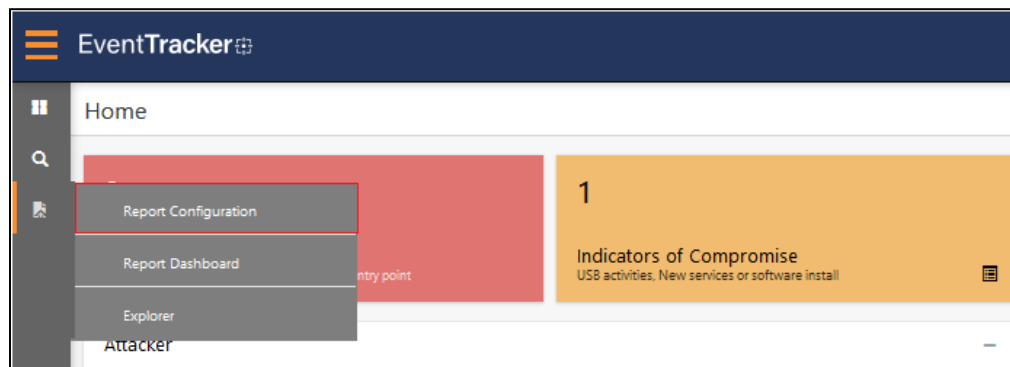 EventTracker
Home
Report Configuration
Report Dashboard
Explorer
entry point
1
Indicators of Compromise
USB activities, New services or software install
Attacker